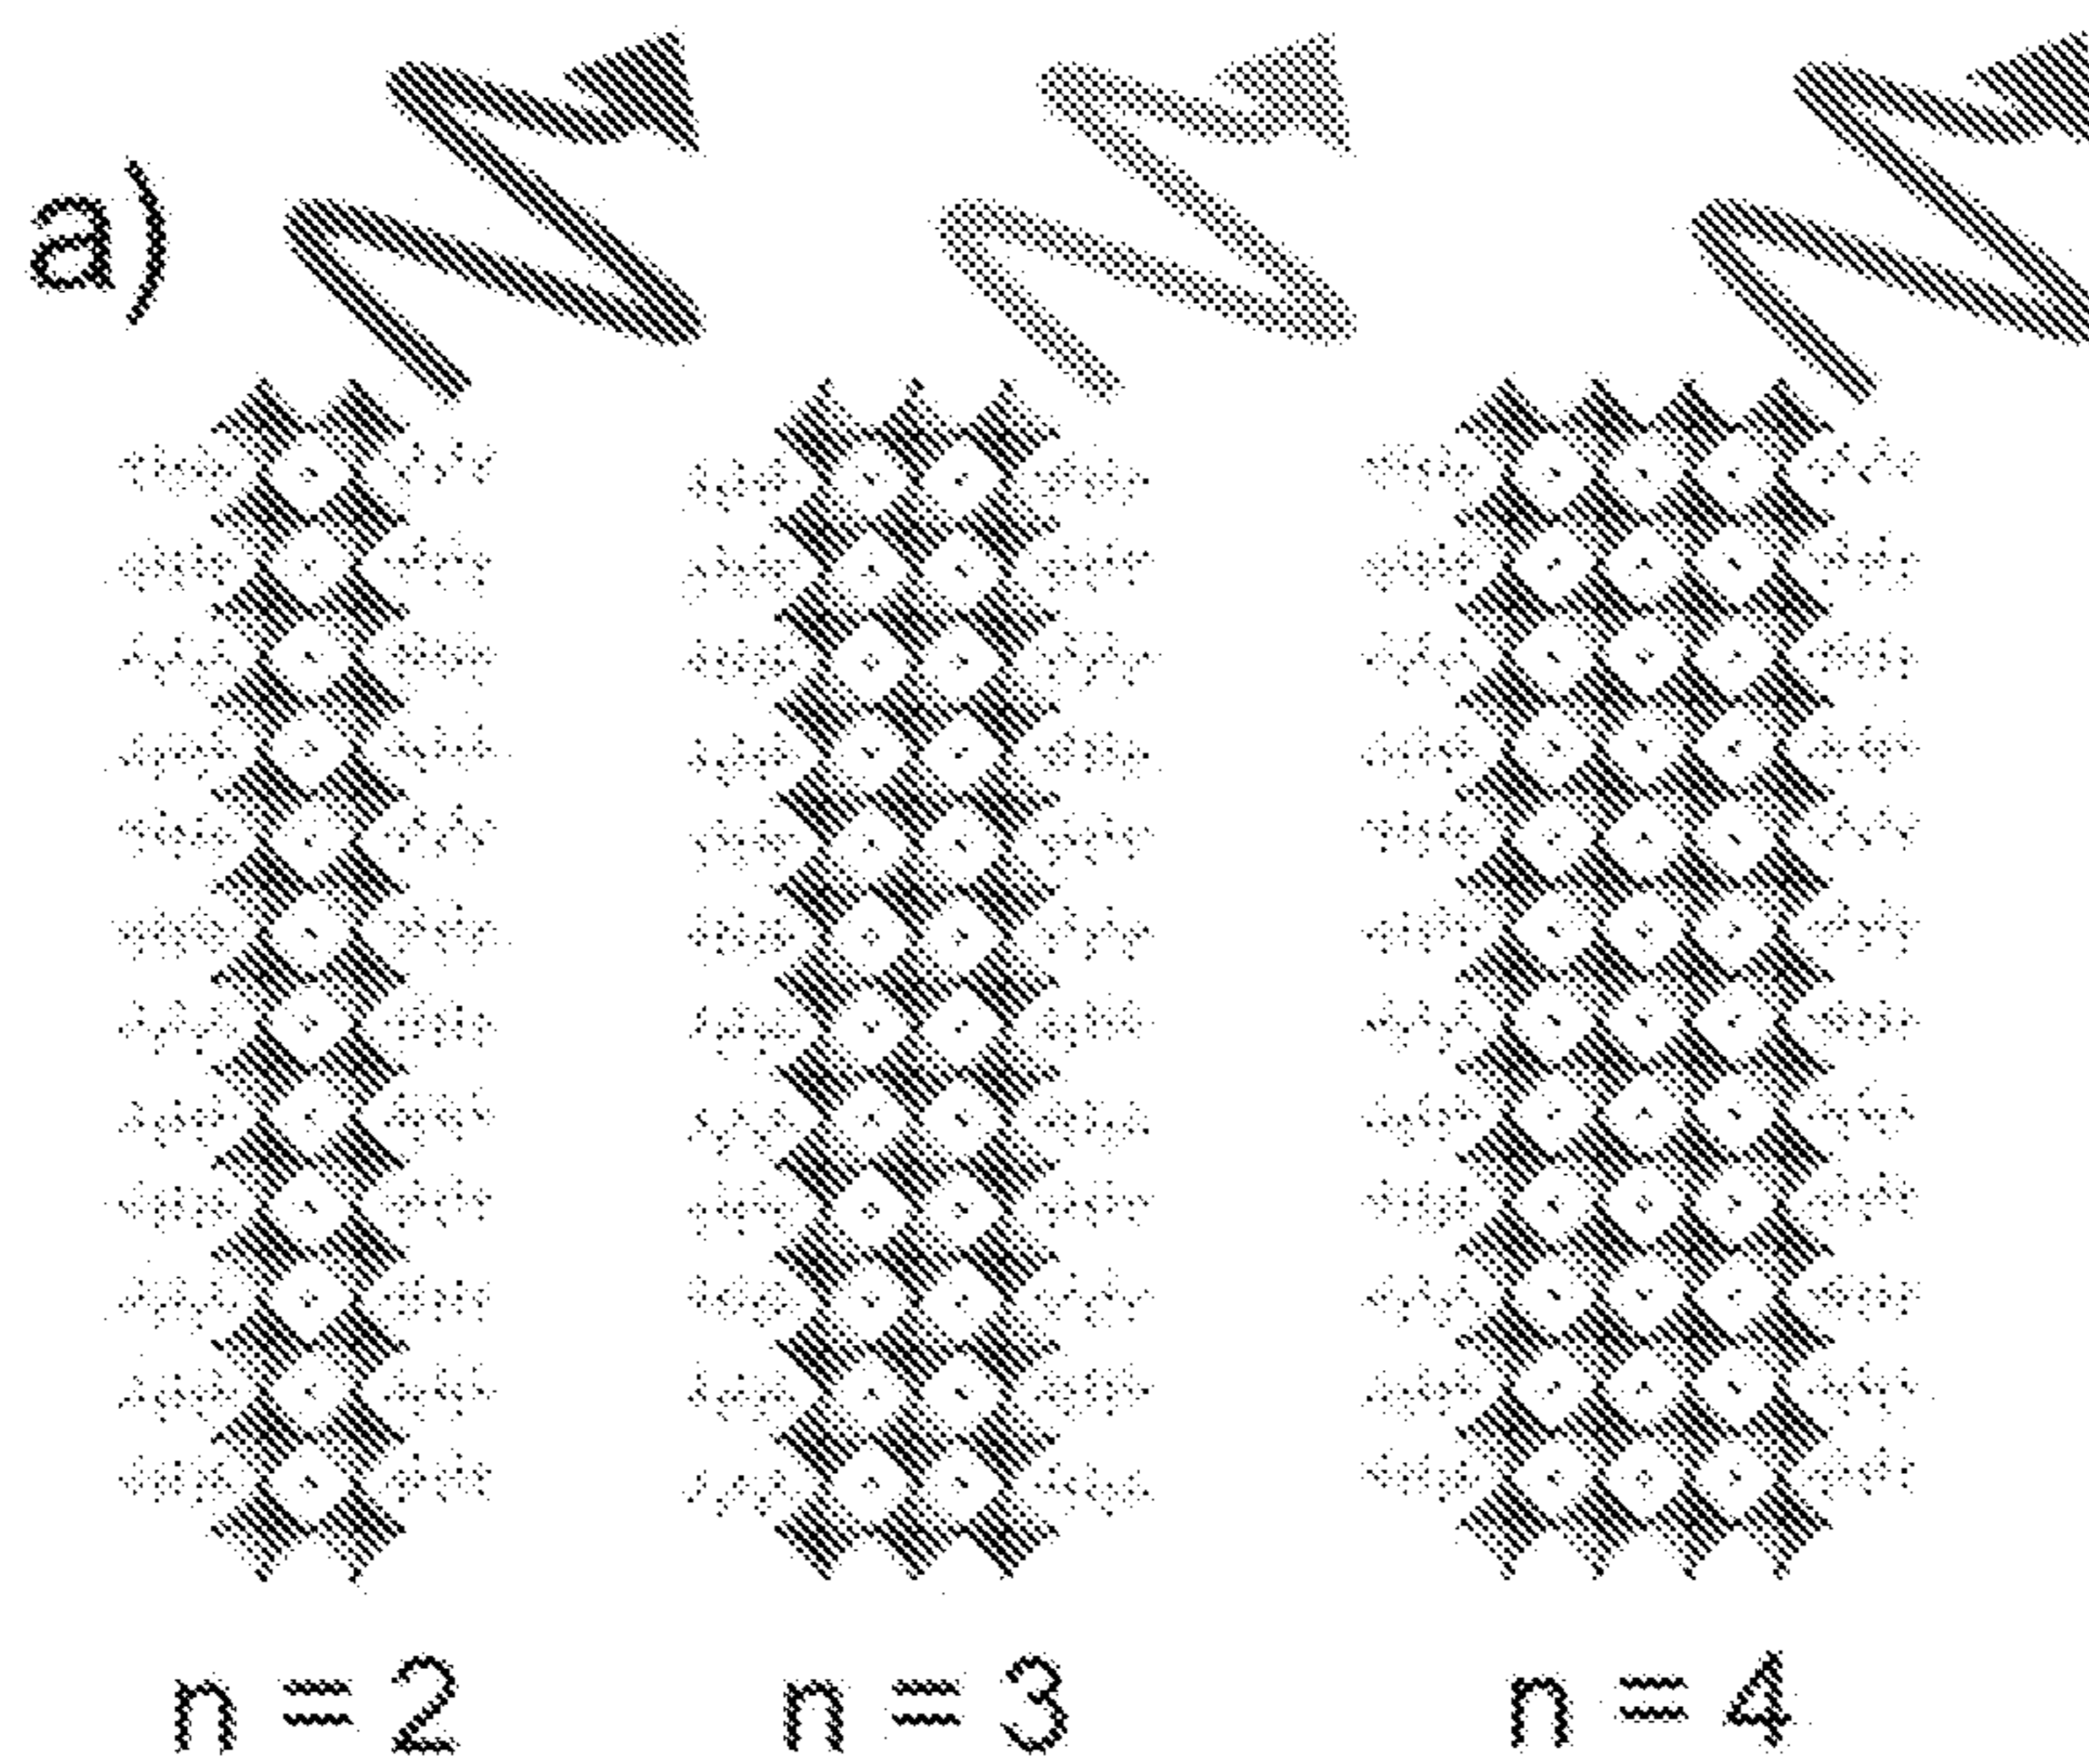 a)
n = 2
n = 3
n = 4